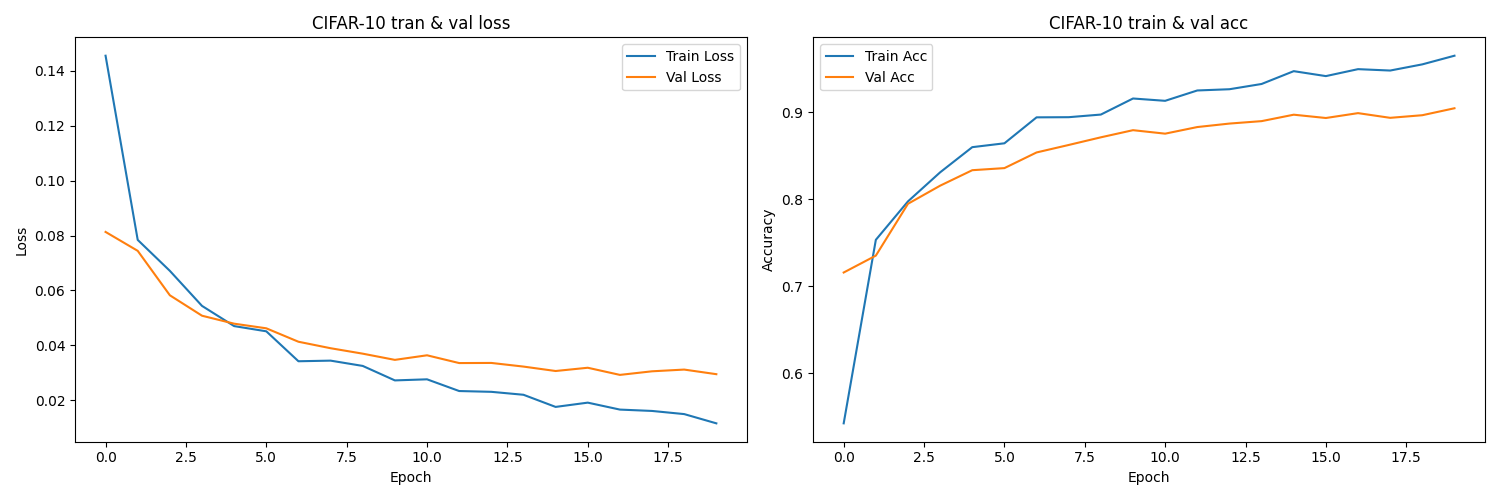 CIFAR-10 tran & val loss
Train Loss
Val Loss
0.14
0.12
0.10
0.08
0.06
0.04
0.02
Loss
0.0 2.5 5.0 7.5 10.0 12.5 15.0 17.5
Epoch
CIFAR-10 train & val acc
Train Acc
Val Acc
0.9
0.8
0.7
0.6
Accuracy
0.0 2.5 5.0 7.5 10.0 12.5 15.0 17.5
Epoch